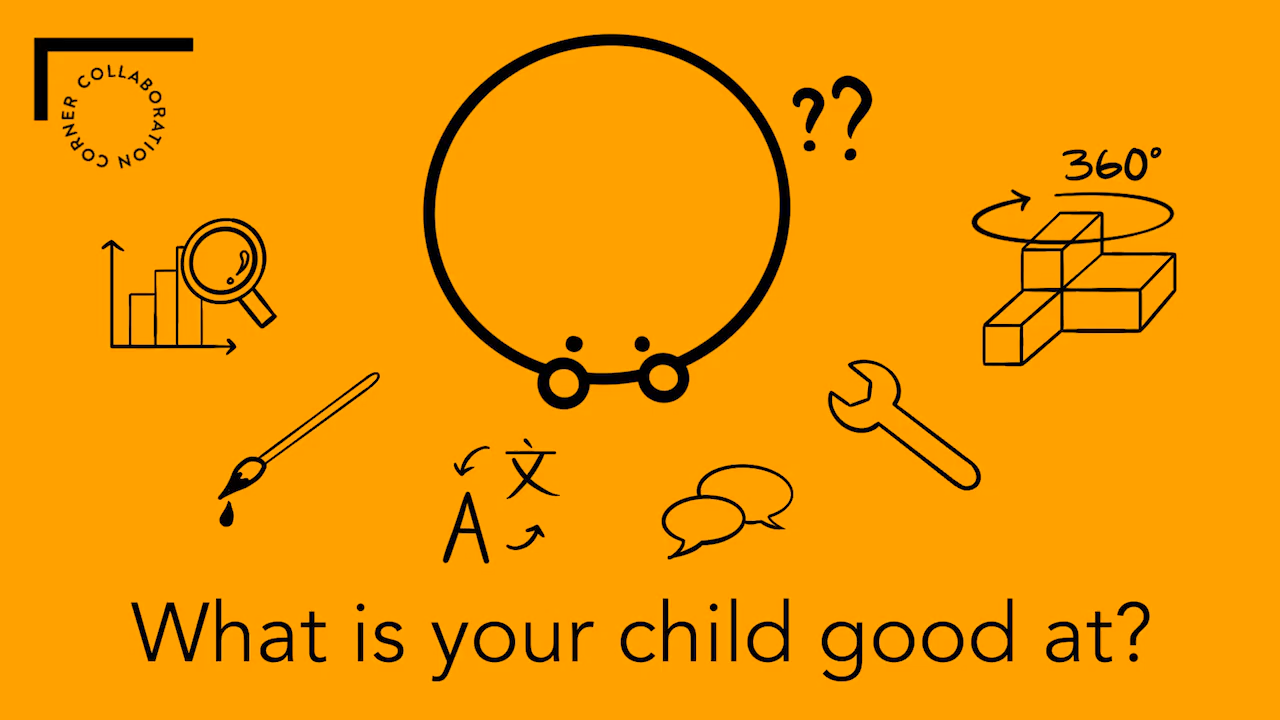 CORNER COLLABORATION
??
360°
文
A
What is your child good at?